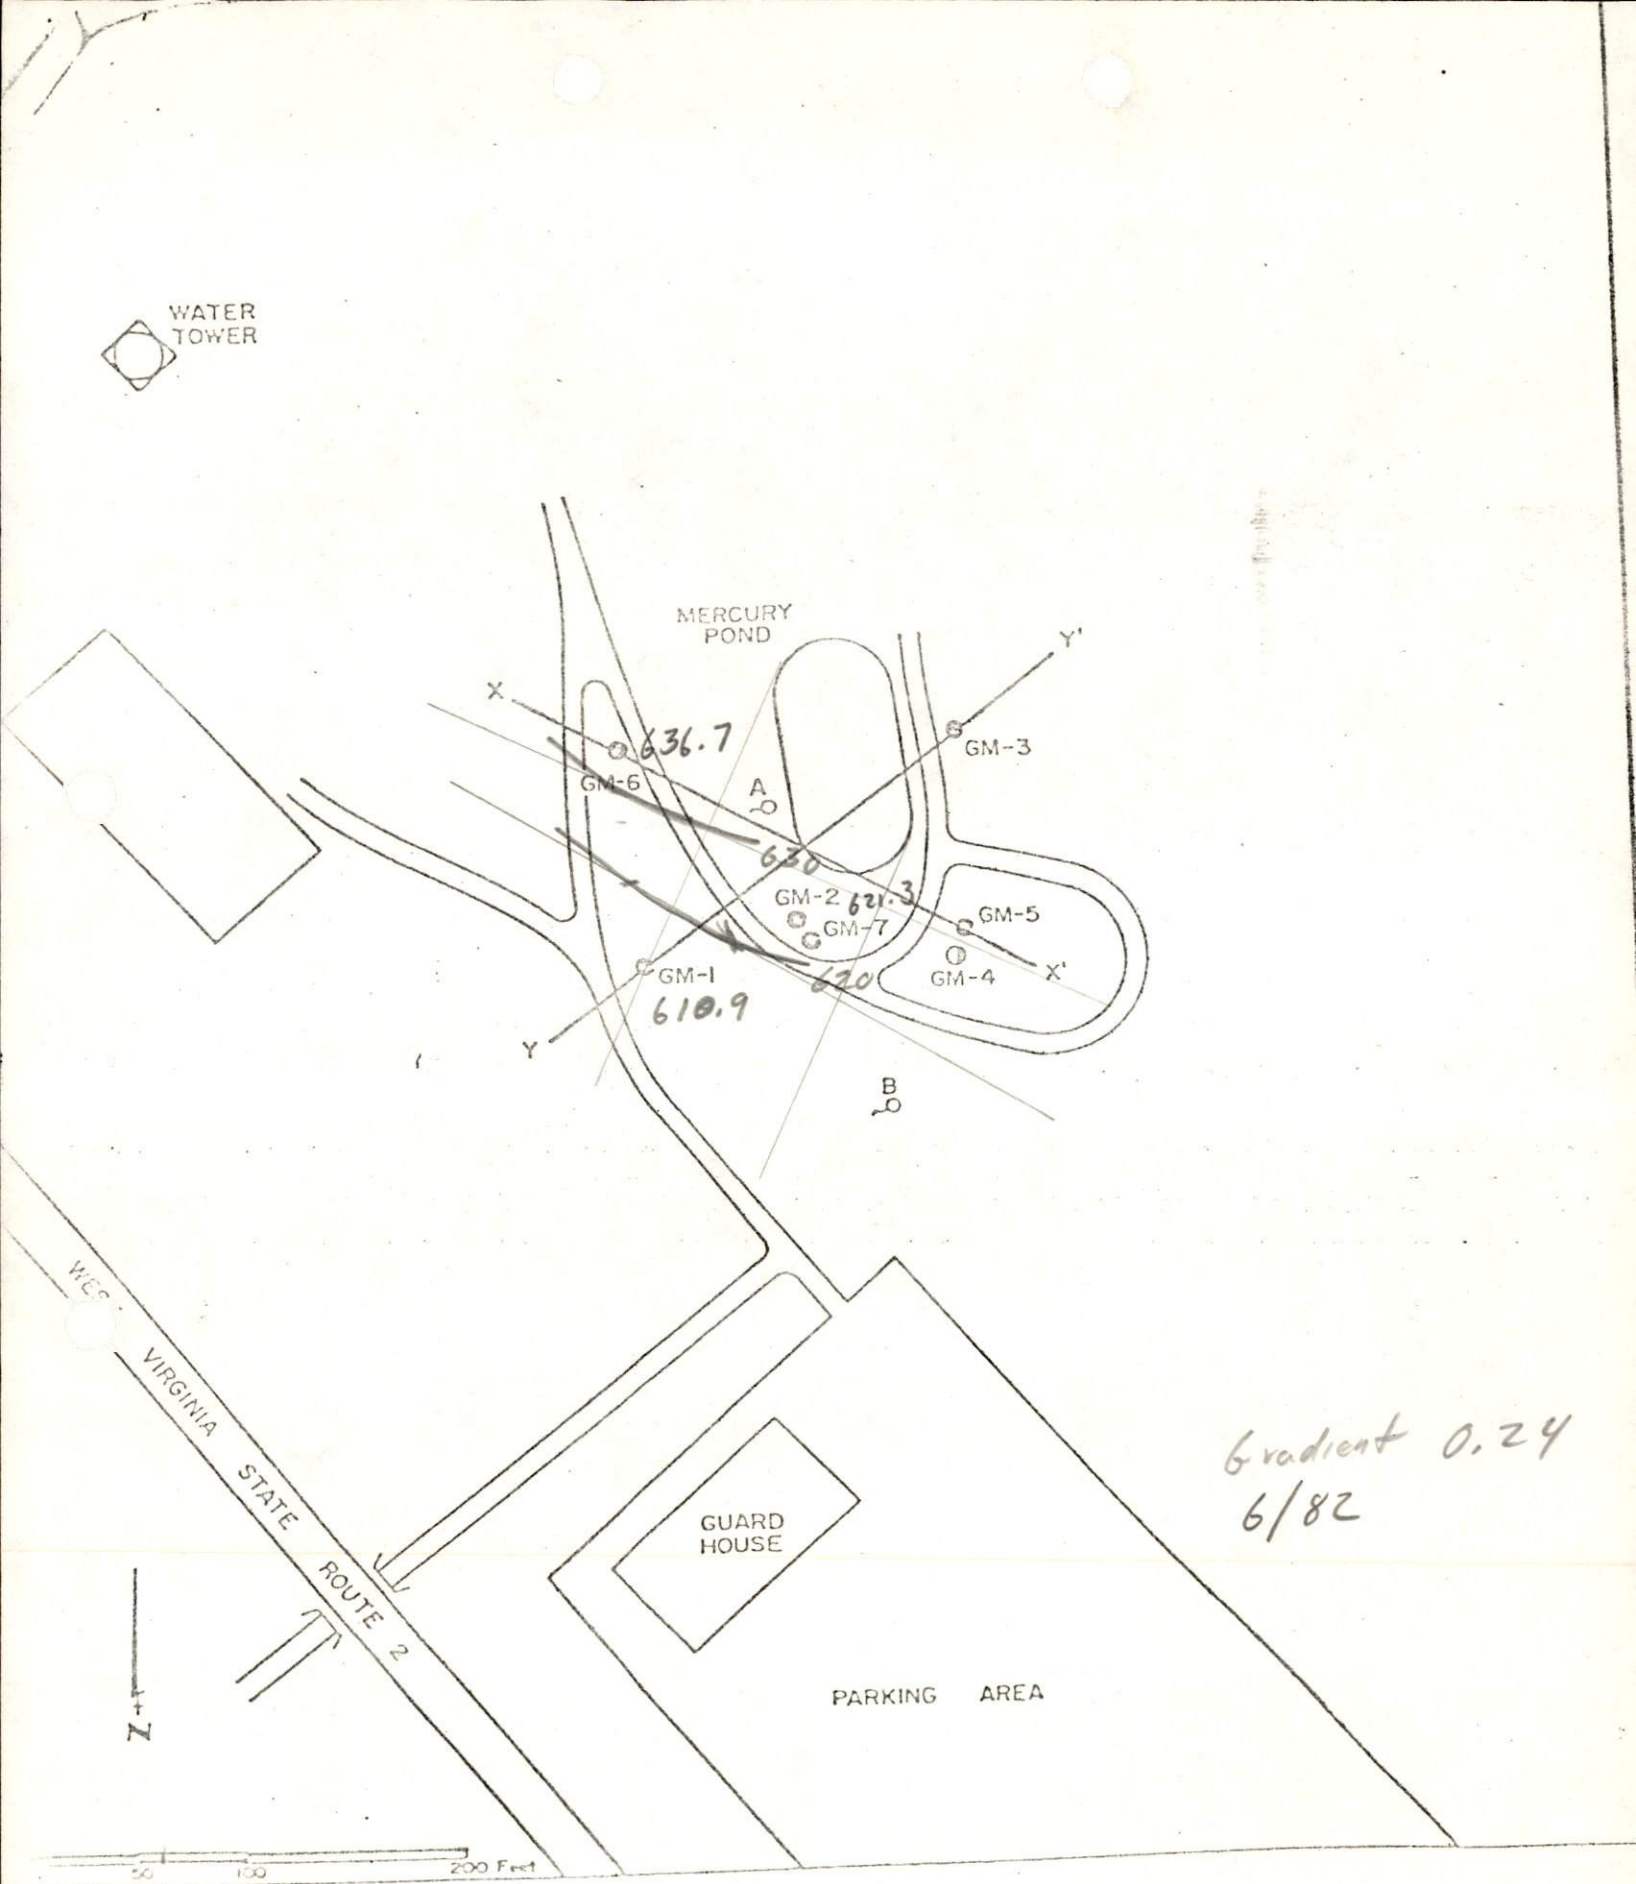 WATER
TOWER
MERCURY
POND
Y'
X
636.7
GM-3
GM-6
A
630
GM-2 621.3
GM-5
GM-7
X'
GM-1
620
GM-4
610.9
Y
B
WEST VIRGINIA STATE ROUTE 2
Gradient 0.24
6/82
GUARD
HOUSE
PARKING AREA
N
50 100 200 Feet